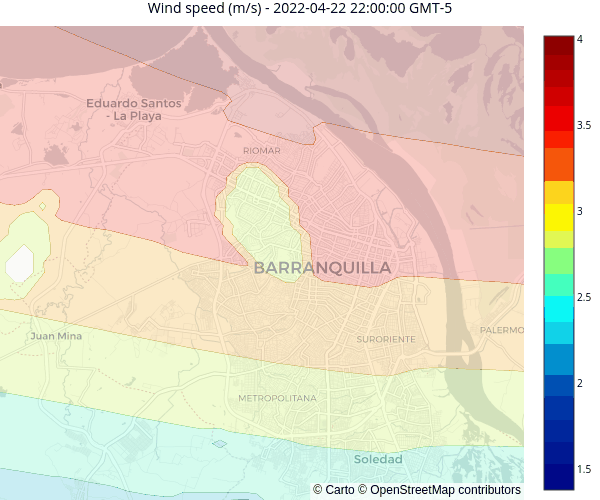 Wind speed (m/s) - 2022-04-22 22:00:00 GMT-5
4
Eduardo Santos
- La Playa
3.5
RIOMAR
3
BARRANQUILLA
2.5
PALERMO
Juan Mina
SURORIENTE
2
METROPOLITANA
Soledad
1.5
© Carto © OpenStreetMap contributors